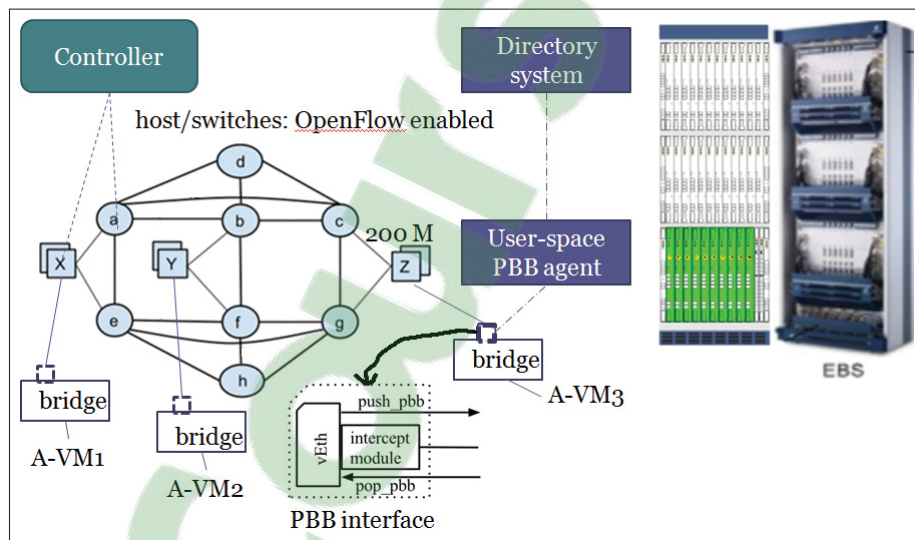 Controller
Directory
system
host/switches: OpenFlow enabled
d
a
b
c
200 M
X
Y
Z
User-space
PBB agent
e
f
g
h
EBS
bridge
bridge
bridge
A-VM1
A-VM2
A-VM3
push_pbb
vEth
intercept
module
pop_pbb
PBB interface